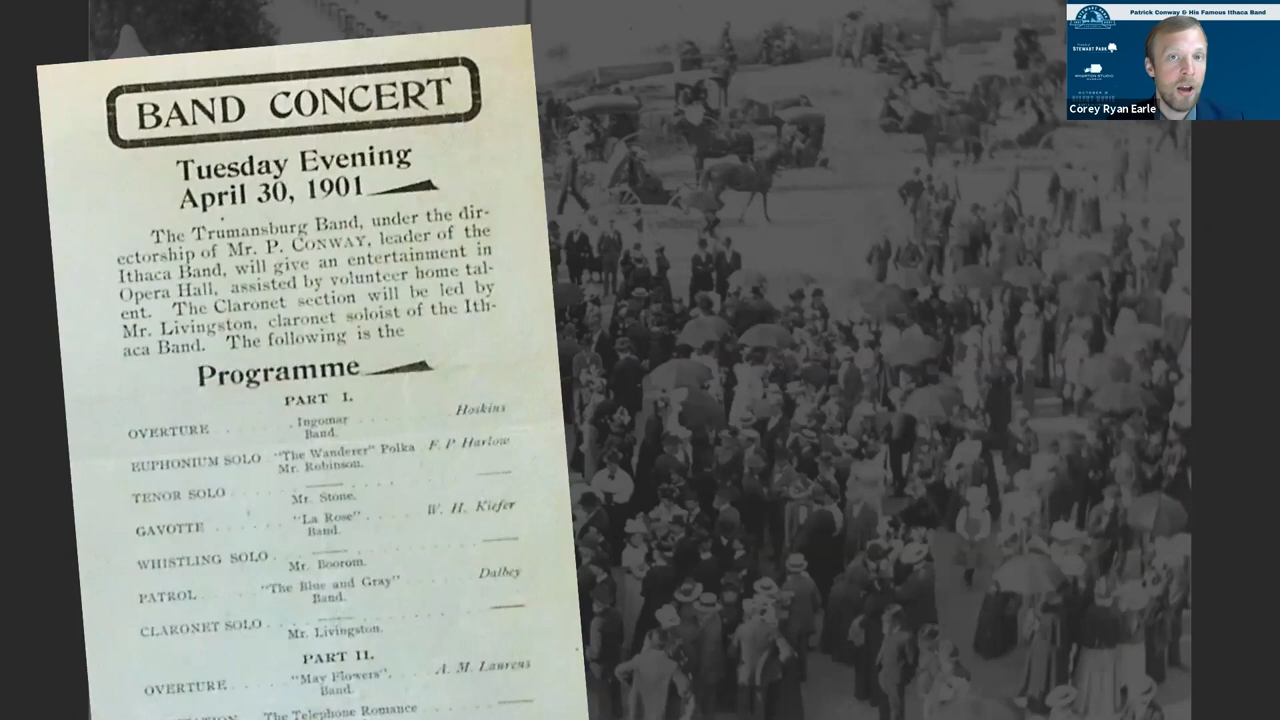 BAND CONCERT
Tuesday Evening
April 30, 1901
The Trumansburg Band, under the dir-
ectorship of Mr. P. CONWAY, leader of the
Ithaca Band, will give an entertainment in
Opera Hall, assisted by volunteer home tal-
ent. The Claronet section will be led by
Mr. Livingston, claronet soloist of the Ith-
aca Band. The following is the
Programme
PART I.
OVERTURE Ingomar Hoskins
Band.
EUPHONIUM SOLO "The Wanderer" Polka F. P. Harlow
Mr. Robinson.
TENOR SOLO
Mr. Stone.
GAVOTTE "La Rose" W. H. Kiefer
Band.
WHISTLING SOLO
Mr. Boorom.
PATROL "The Blue and Gray" Dalbey
Band.
CLARONET SOLO
Mr. Livingston.
PART II.
OVERTURE "May Flowers" A. M. Laurens
Band.
The Telephone Romance
Patrick Conway & His Famous Ithaca Band
STEWART PARK
WHARTON STUDIO
MUSEUM
Corey Ryan Earle